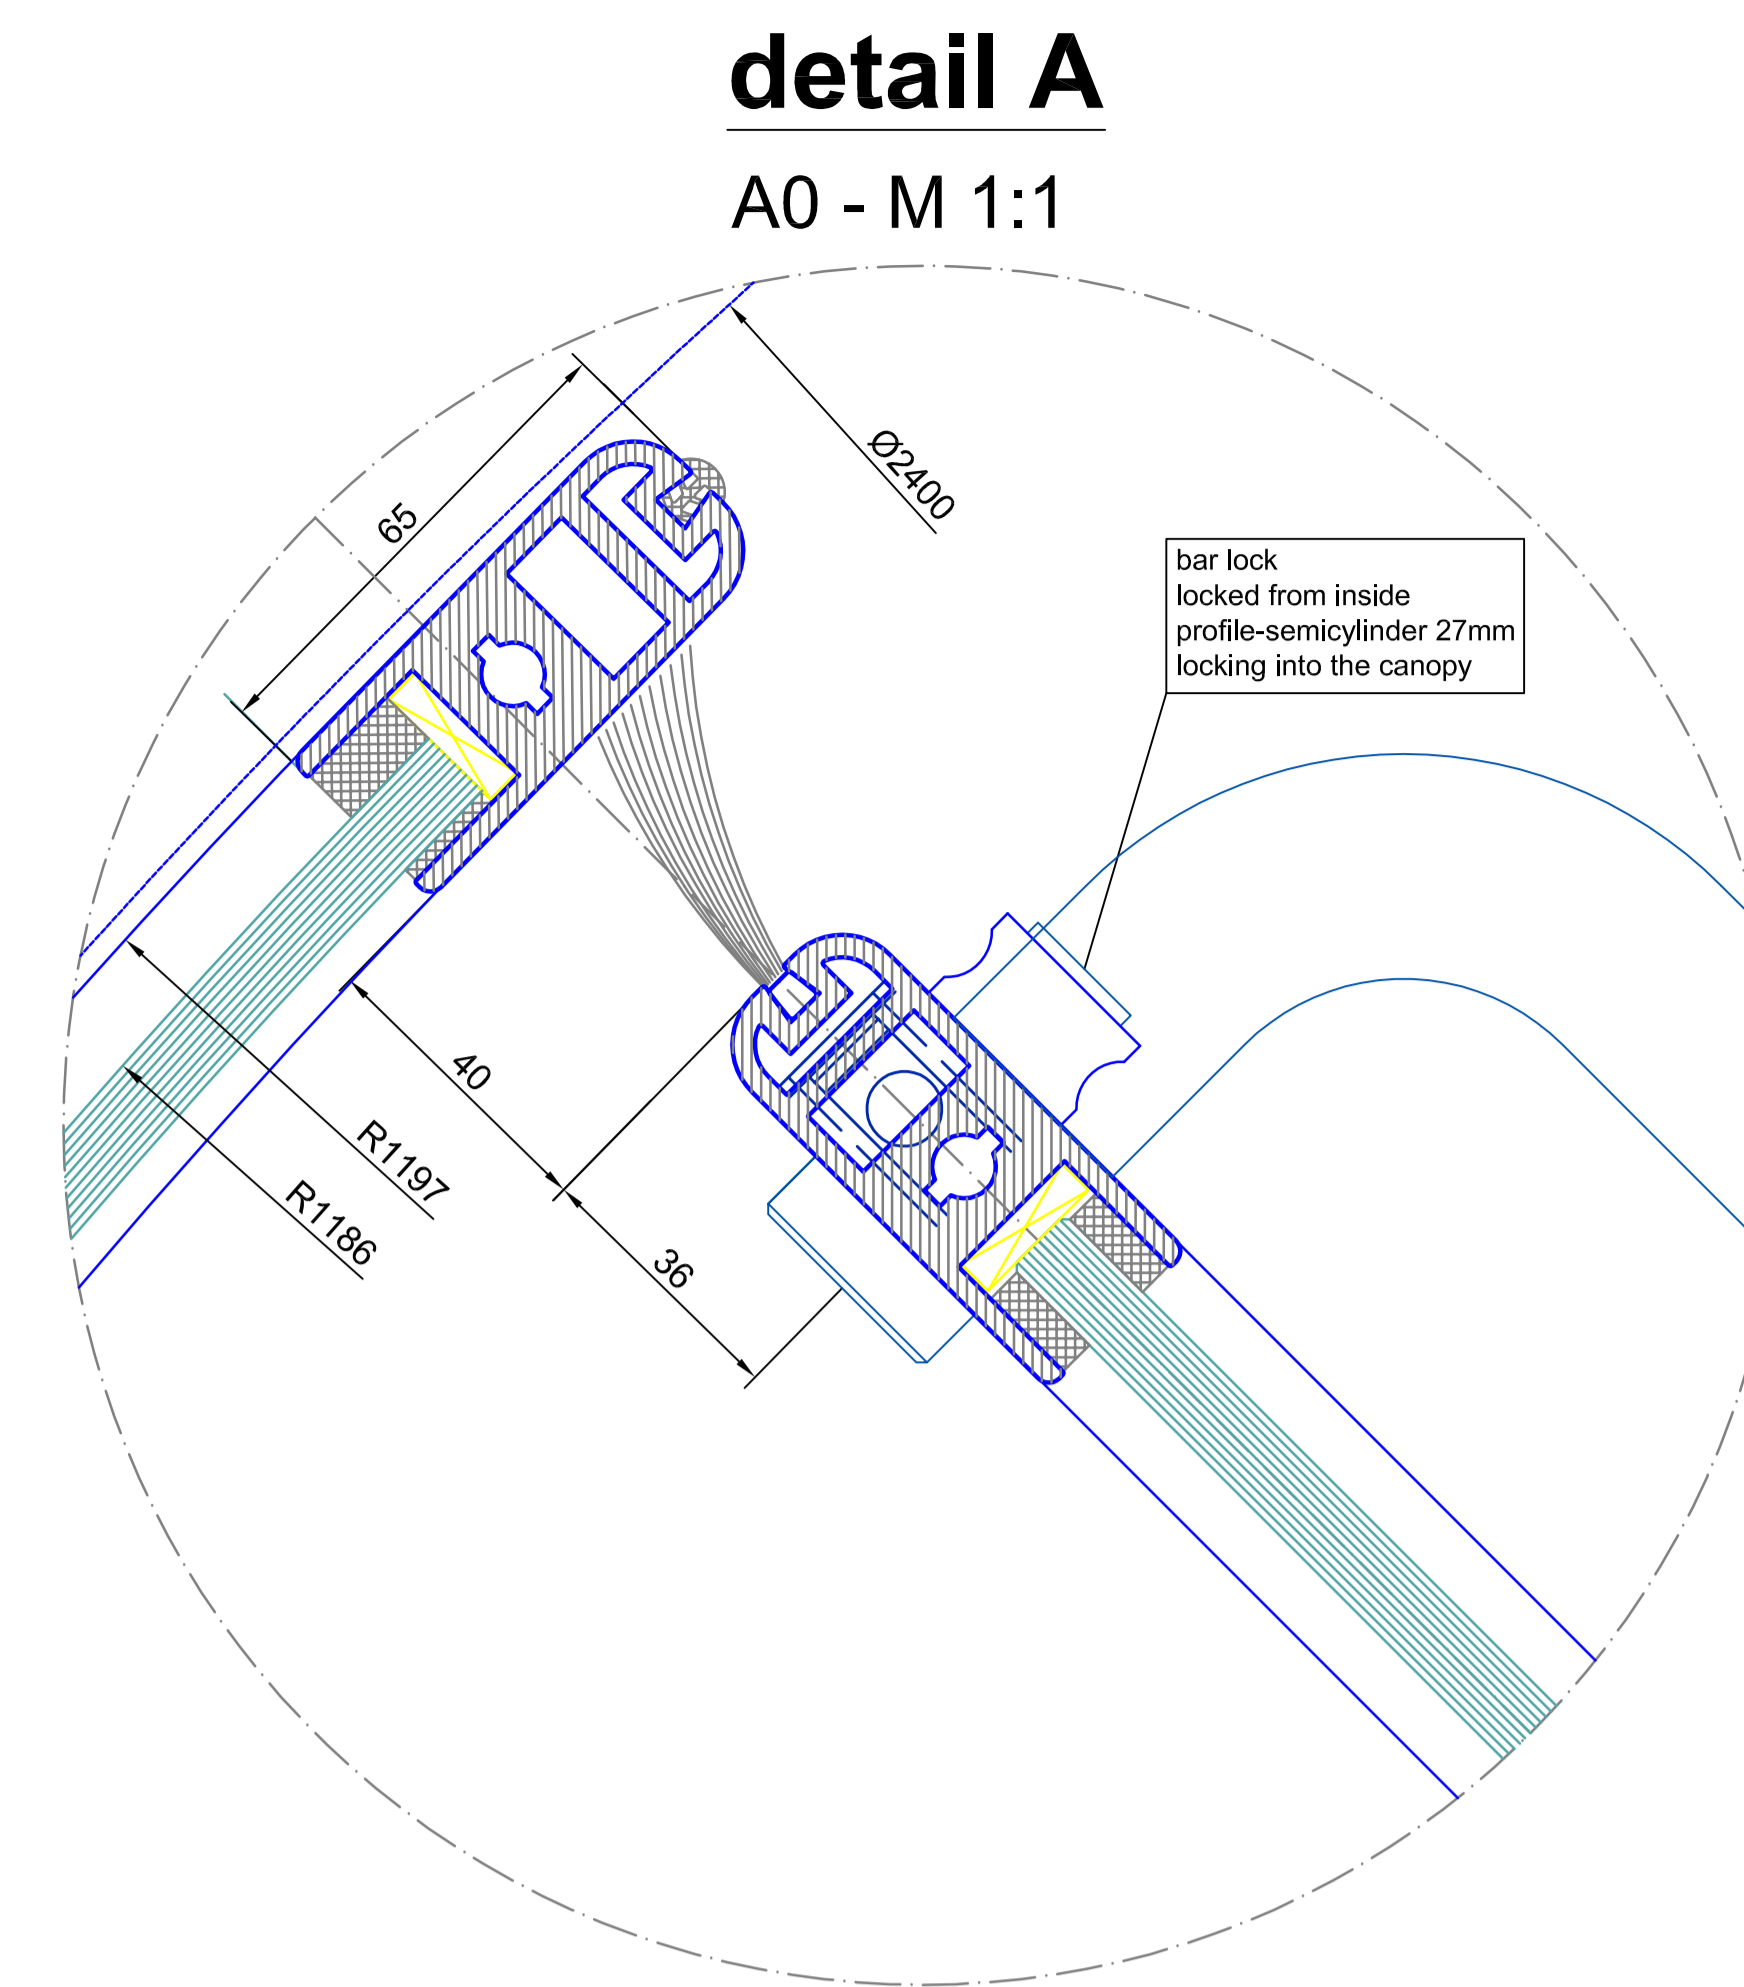 detail A
A0 - M 1:1
Ø2400
65
bar lock
locked from inside
profile-semicylinder 27mm
locking into the canopy
40
R1197
R1186
36